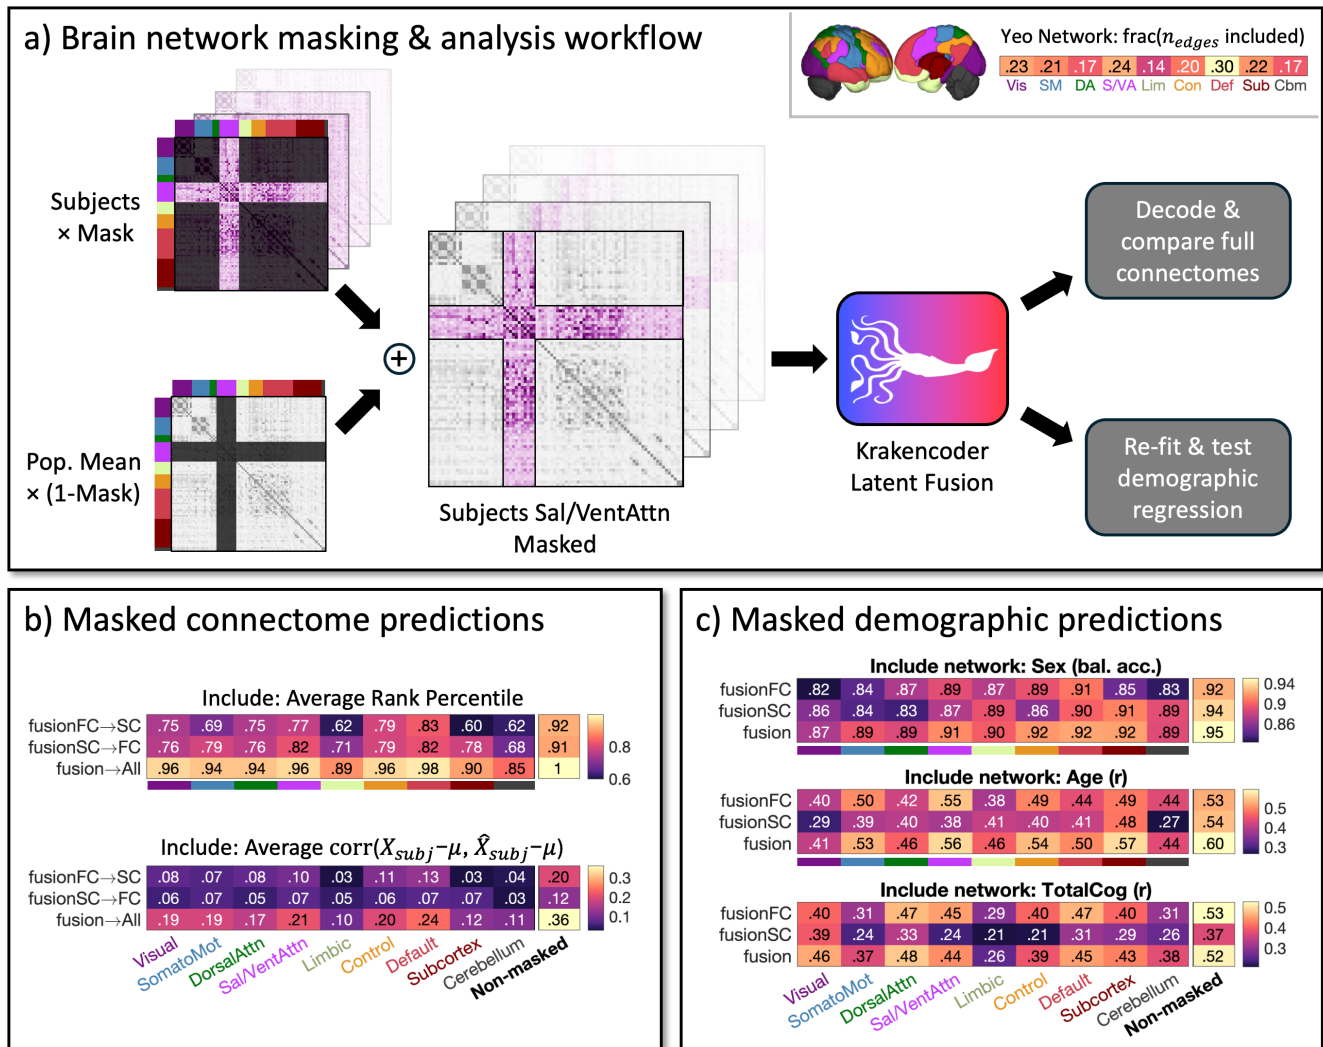 a) Brain network masking & analysis workflow
Yeo Network: frac(n_edges included)
.23 .21 .17 .24 .14 .20 .30 .22 .17
Vis SM DA S/VA Lim Con Def Sub Cbm
Subjects
× Mask
Pop. Mean
× (1-Mask)
+
Subjects Sal/VentAttn
Masked
Krakencoder
Latent Fusion
Decode &
compare full
connectomes
Re-fit & test
demographic
regression
b) Masked connectome predictions
Include: Average Rank Percentile
fusionFC→SC .75 .69 .75 .77 .62 .79 .83 .60 .62 .92
fusionSC→FC .76 .79 .76 .82 .71 .79 .82 .78 .68 .91
fusion→All .96 .94 .94 .96 .89 .96 .98 .90 .85 1
0.8
0.6
Include: Average corr(X_subj−μ, X̂_subj−μ)
fusionFC→SC .08 .07 .08 .10 .03 .11 .13 .03 .04 .20
fusionSC→FC .06 .07 .05 .07 .05 .06 .07 .07 .03 .12
fusion→All .19 .19 .17 .21 .10 .20 .24 .12 .11 .36
0.3
0.2
0.1
Visual SomatoMot DorsalAttn Sal/VentAttn Limbic Control Default Subcortex Cerebellum Non-masked
c) Masked demographic predictions
Include network: Sex (bal. acc.)
fusionFC .82 .84 .87 .89 .87 .89 .91 .85 .83 .92
fusionSC .86 .84 .83 .87 .89 .86 .90 .91 .89 .94
fusion .87 .89 .89 .91 .90 .92 .92 .92 .89 .95
0.94
0.9
0.86
Include network: Age (r)
fusionFC .40 .50 .42 .55 .38 .49 .44 .49 .44 .53
fusionSC .29 .39 .40 .38 .41 .40 .41 .48 .27 .54
fusion .41 .53 .46 .56 .46 .54 .50 .57 .44 .60
0.5
0.4
0.3
Include network: TotalCog (r)
fusionFC .40 .31 .47 .45 .29 .40 .47 .40 .31 .53
fusionSC .39 .24 .33 .24 .21 .21 .31 .29 .26 .37
fusion .46 .37 .48 .44 .26 .39 .45 .43 .38 .52
0.5
0.4
0.3
Visual SomatoMot DorsalAttn Sal/VentAttn Limbic Control Default Subcortex Cerebellum Non-masked